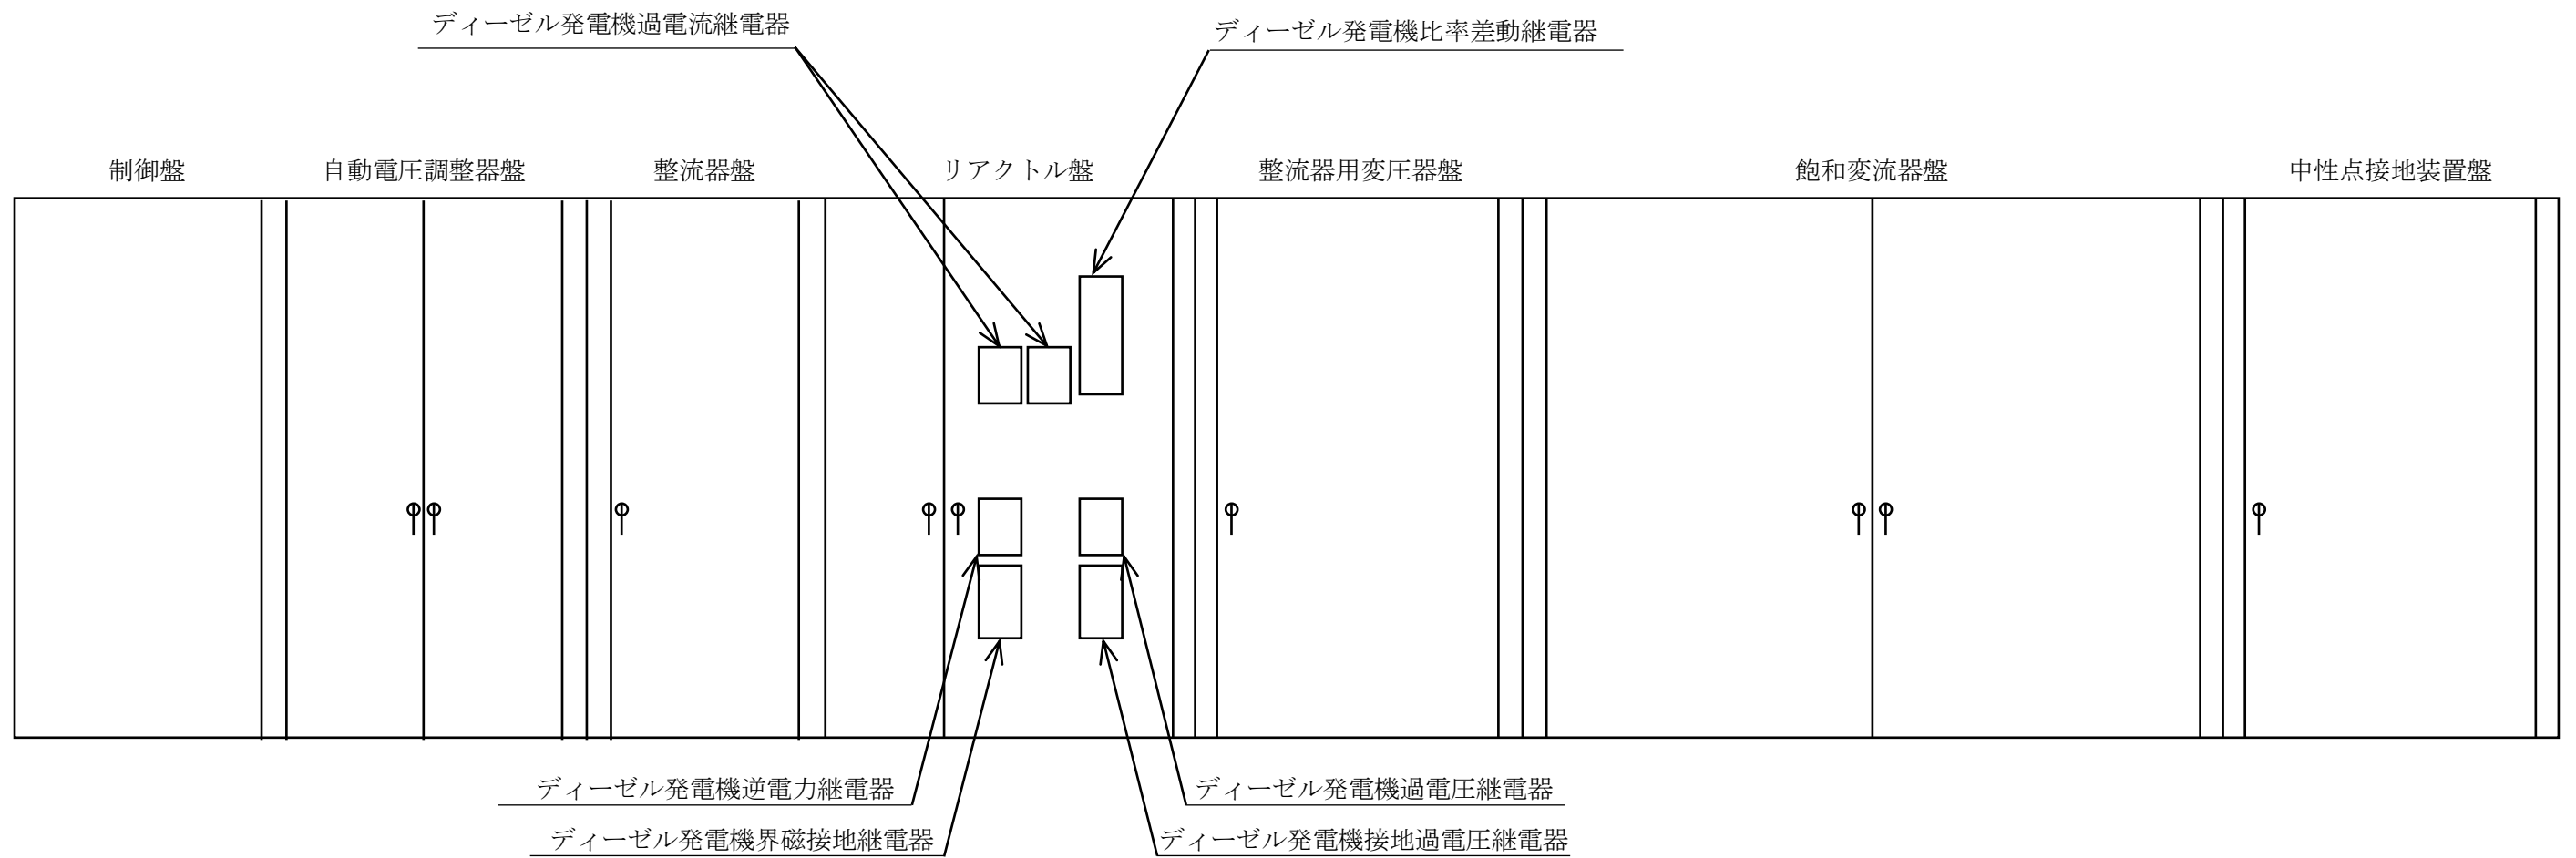 ディーゼル発電機過電流継電器
ディーゼル発電機比率差動継電器
制御盤
自動電圧調整器盤
整流器盤
リアクトル盤
整流器用変圧器盤
飽和変流器盤
中性点接地装置盤
ディーゼル発電機逆電力継電器
ディーゼル発電機過電圧継電器
ディーゼル発電機界磁接地継電器
ディーゼル発電機接地過電圧継電器